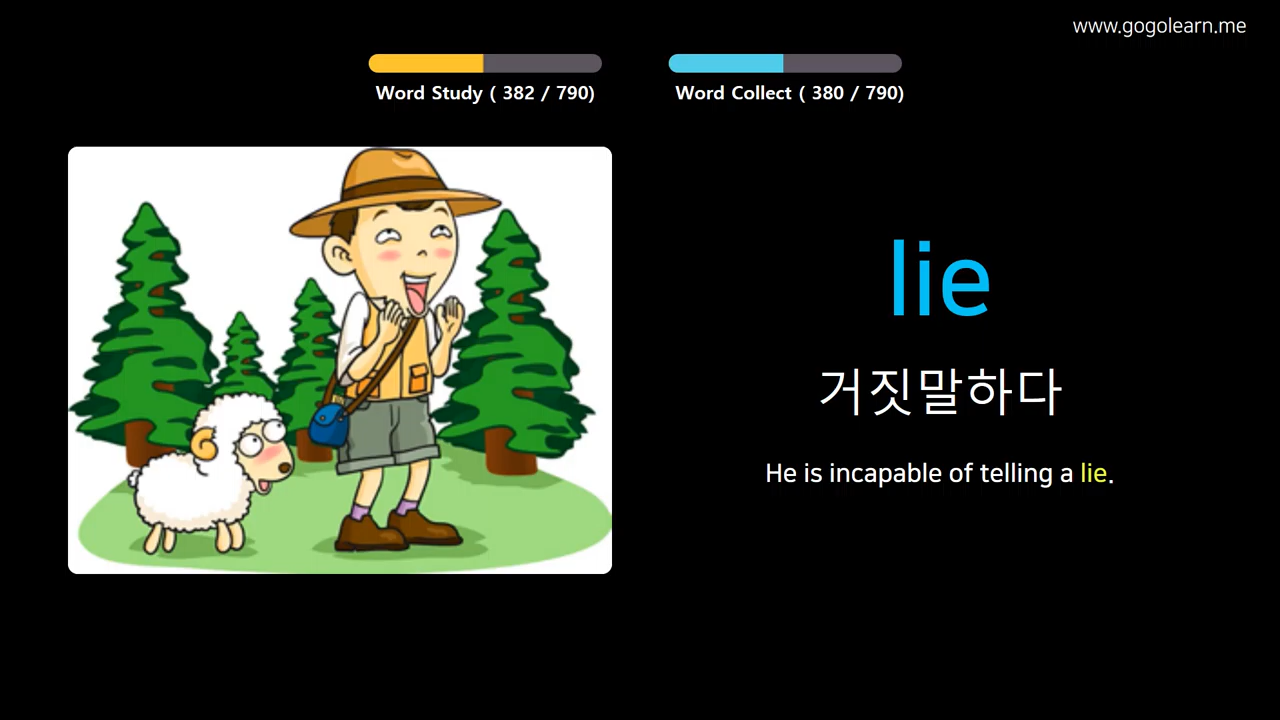 www.gogolearn.me
Word Study ( 382 / 790)
Word Collect ( 380 / 790)
lie
거짓말하다
He is incapable of telling a lie.